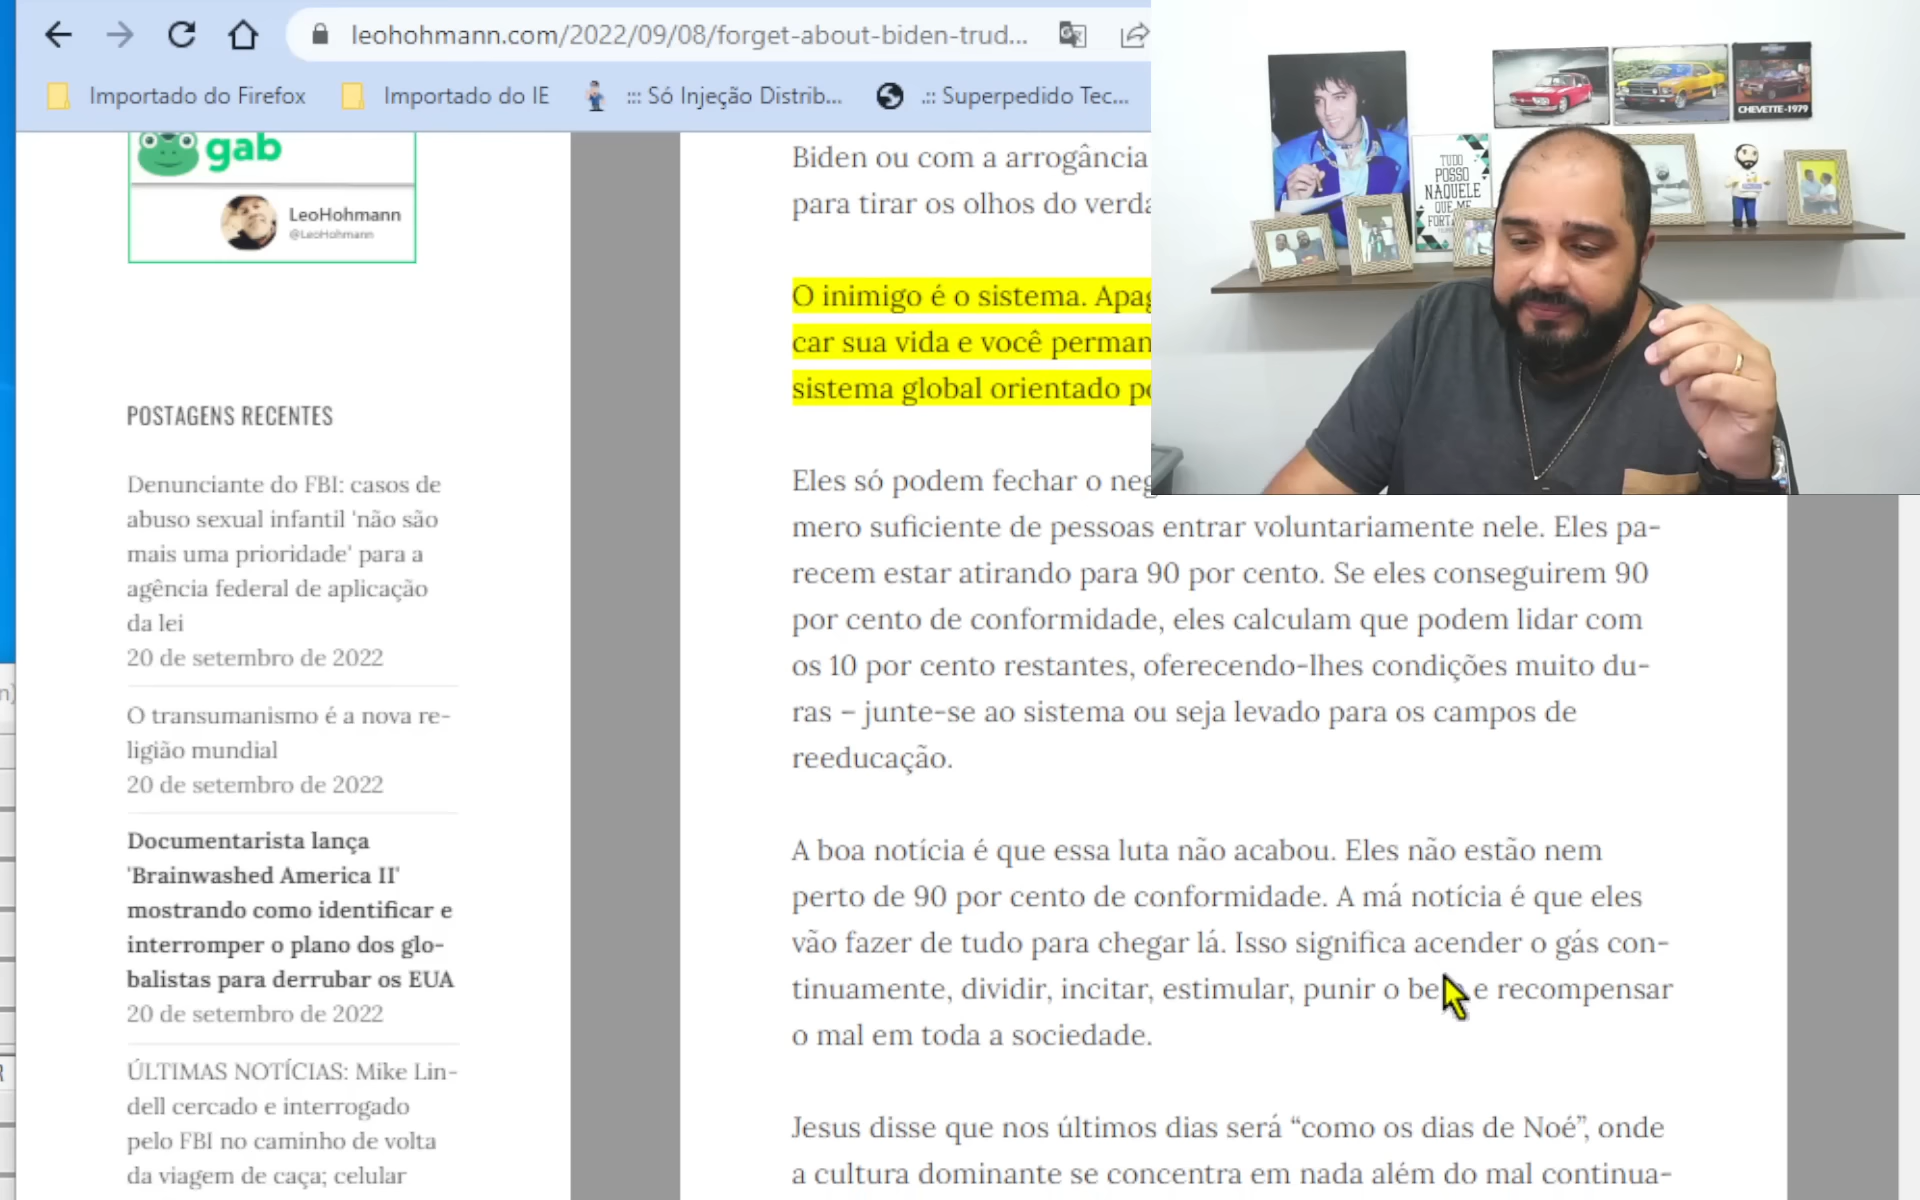 leohohmann.com/2022/09/08/forget-about-biden-trud...
Importado do Firefox
Importado do IE
::: Só Injeção Distrib...
.:: Superpedido Tec...
gab
LeoHohmann
@LeoHohmann
POSTAGENS RECENTES
Denunciante do FBI: casos de
abuso sexual infantil 'não são
mais uma prioridade' para a
agência federal de aplicação
da lei
20 de setembro de 2022
O transumanismo é a nova re-
ligião mundial
20 de setembro de 2022
Documentarista lança
'Brainwashed America II'
mostrando como identificar e
interromper o plano dos glo-
balistas para derrubar os EUA
20 de setembro de 2022
ÚLTIMAS NOTÍCIAS: Mike Lin-
dell cercado e interrogado
pelo FBI no caminho de volta
da viagem de caça; celular
Biden ou com a arrogância
para tirar os olhos do verda
O inimigo é o sistema. Apag
car sua vida e você perman
sistema global orientado po
Eles só podem fechar o neg
mero suficiente de pessoas entrar voluntariamente nele. Eles pa-
recem estar atirando para 90 por cento. Se eles conseguirem 90
por cento de conformidade, eles calculam que podem lidar com
os 10 por cento restantes, oferecendo-lhes condições muito du-
ras – junte-se ao sistema ou seja levado para os campos de
reeducação.
A boa notícia é que essa luta não acabou. Eles não estão nem
perto de 90 por cento de conformidade. A má notícia é que eles
vão fazer de tudo para chegar lá. Isso significa acender o gás con-
tinuamente, dividir, incitar, estimular, punir o be e recompensar
o mal em toda a sociedade.
Jesus disse que nos últimos dias será “como os dias de Noé”, onde
a cultura dominante se concentra em nada além do mal continua-
CHEVETTE-1979
TUDO
POSSO
NAQUELE
QUE ME
FORT